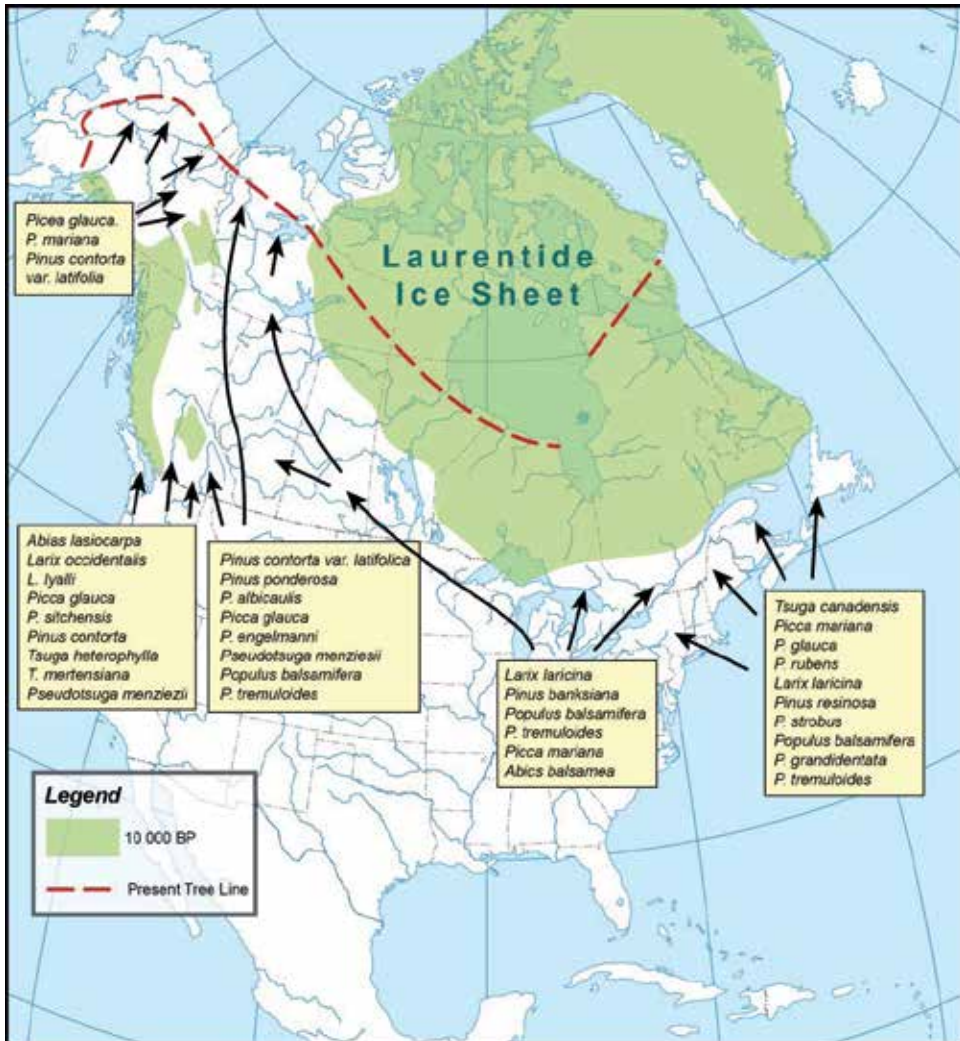 Laurentide
Ice Sheet
Picea glauca.
P. mariana
Pinus contorta
var. latifolia
Abias lasiocarpa
Larix occidentalis
L. lyalli
Picca glauca
P. sitchensis
Pinus contorta
Tsuga heterophylla
T. mertensiana
Pseudotsuga menziezii
Pinus contorta var. latifolica
Pinus ponderosa
P. albicaulis
Picca glauca
P. engelmanni
Pseudotsuga menziesii
Populus balsamifera
P. tremuloides
Larix laricina
Pinus banksiana
Populus balsamifera
P. tremuloides
Picca mariana
Abics balsamea
Tsuga canadensis
Picca mariana
P. glauca
P. rubens
Larix laricina
Pinus resinosa
P. strobus
Populus balsamifera
P. grandidentata
P. tremuloides
Legend
10 000 BP
Present Tree Line